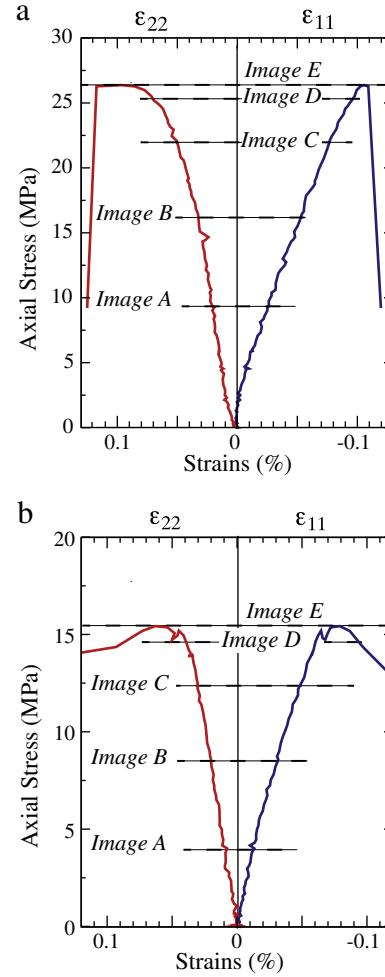 a
ε22 ε11
30
25
20
15
10
5
0
Axial Stress (MPa)
Image E
Image D
Image C
Image B
Image A
0.1 0 -0.1
Strains (%)
b
ε22 ε11
20
15
10
5
0
Axial Stress (MPa)
Image E
Image D
Image C
Image B
Image A
0.1 0 -0.1
Strains (%)